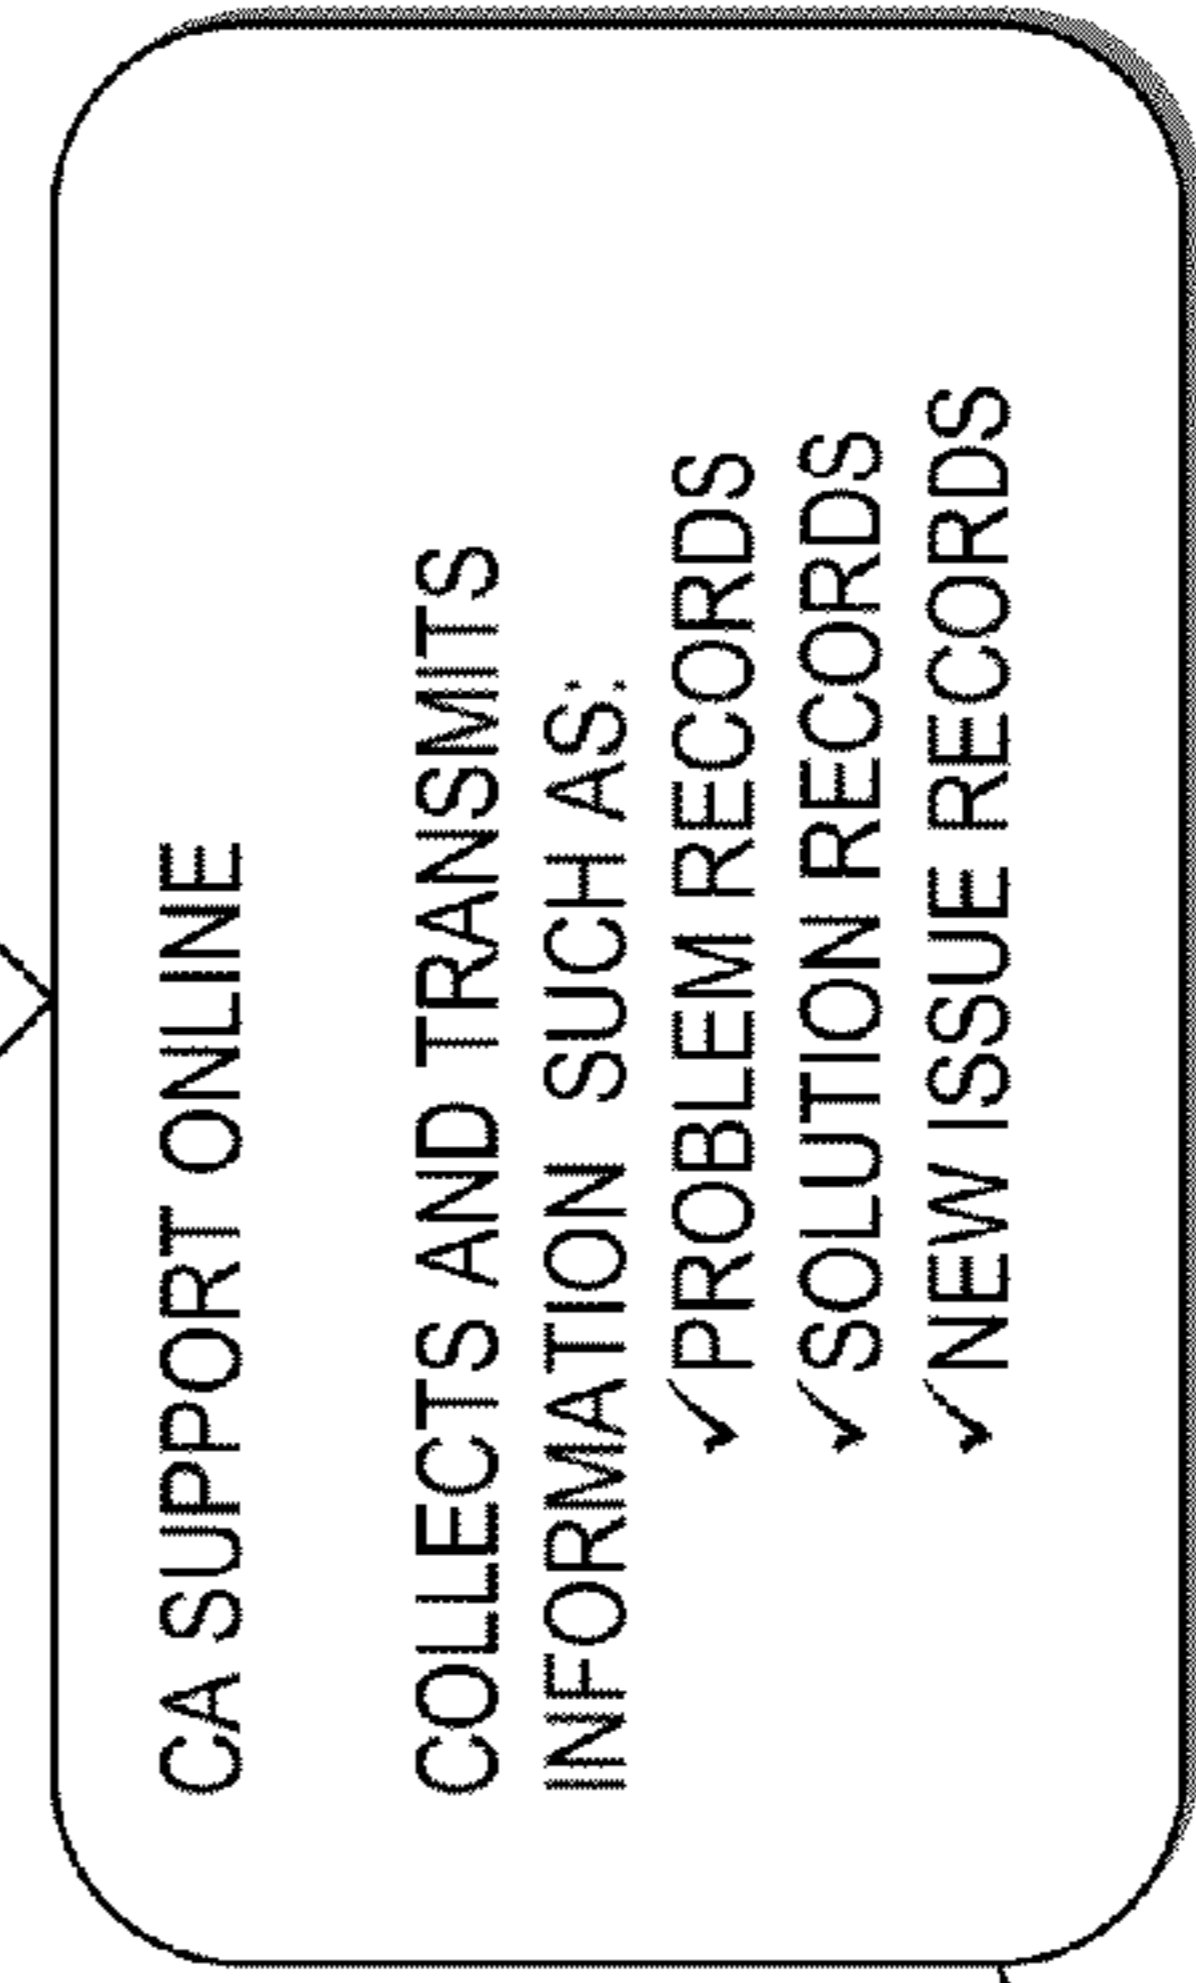 CA SUPPORT ONLINE
COLLECTS AND TRANSMITS
INFORMATION SUCH AS:
✓PROBLEM RECORDS
✓SOLUTION RECORDS
✓NEW ISSUE RECORDS